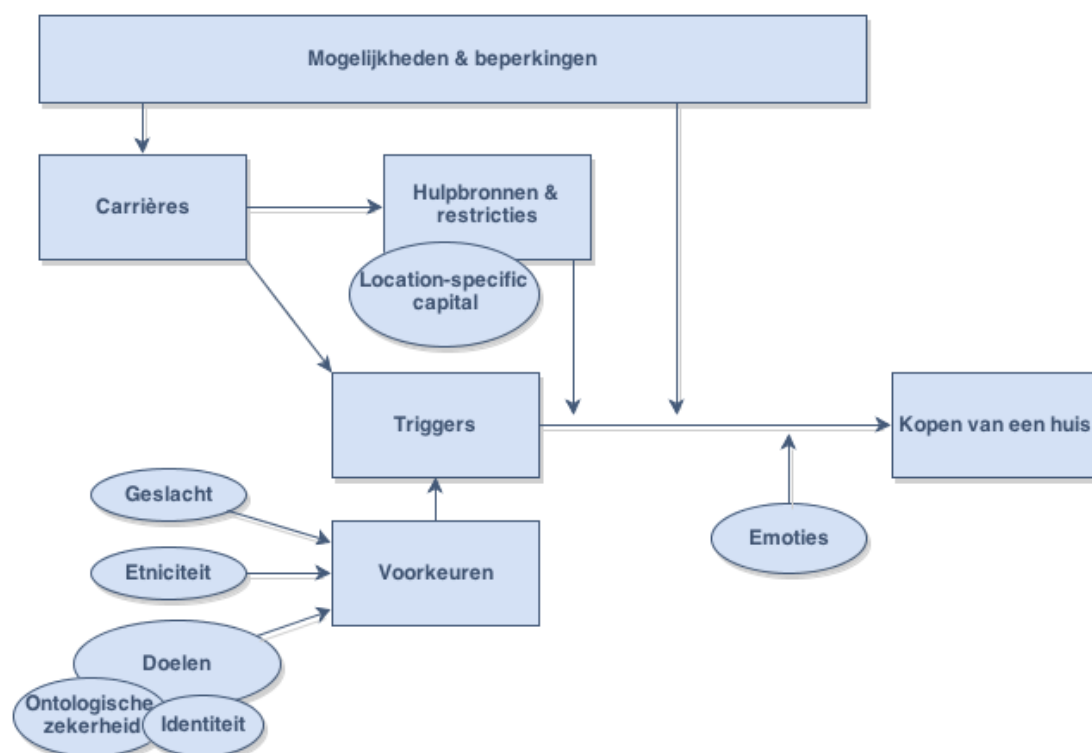 Mogelijkheden & beperkingen
Carrières
Hulpbronnen &
restricties
Location-specific
capital
Triggers
Kopen van een huis
Geslacht
Etniciteit
Voorkeuren
Emoties
Doelen
Ontologische
zekerheid
Identiteit